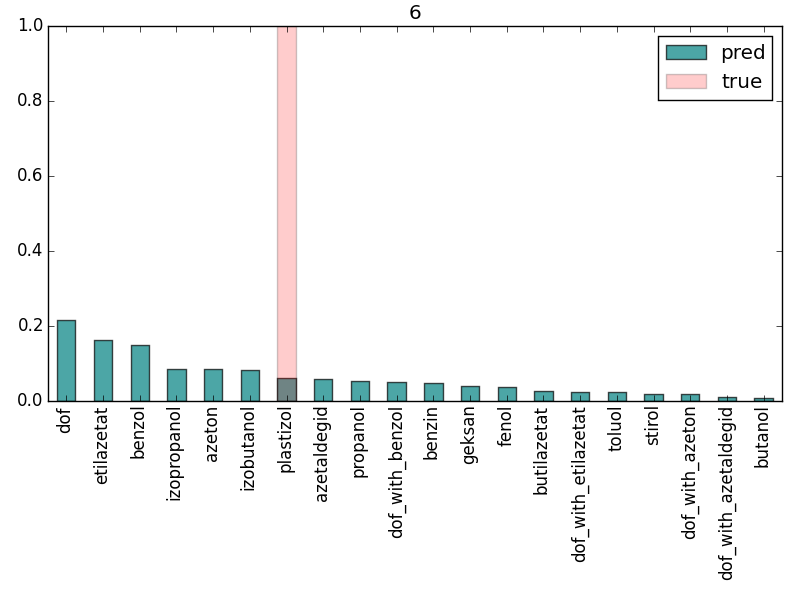 6
1.0
0.8
0.6
0.4
0.2
0.0
pred
true
dof
etilazetat
benzol
izopropanol
azeton
izobutanol
plastizol
azetaldegid
propanol
dof_with_benzol
benzin
geksan
fenol
butilazetat
dof_with_etilazetat
toluol
stirol
dof_with_azeton
dof_with_azetaldegid
butanol